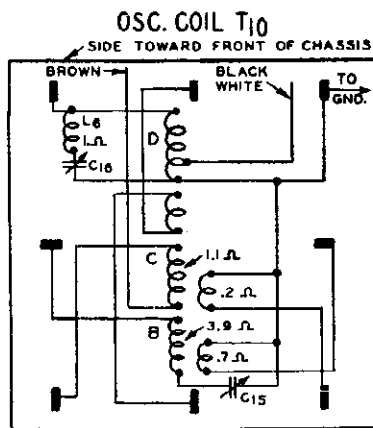 OSC. COIL T10
SIDE TOWARD FRONT OF CHASSIS
BROWN
BLACK
WHITE
TO
GND.
L6
1Ω
C16
D
C
1.1Ω
.2Ω
B
3.9Ω
.7Ω
C15